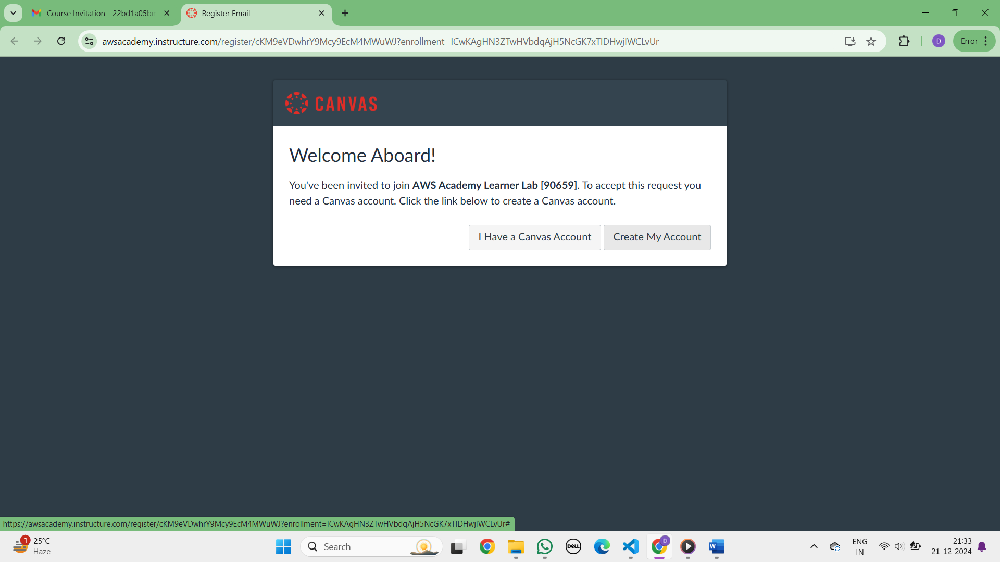 Course Invitation - 22bd1a05bm
Register Email
awsacademy.instructure.com/register/cKM9eVDwhrY9Mcy9EcM4MWuWJ?enrollment=ICwKAgHN3ZTwHVbdqAjH5NcGK7xTIDHwjIWCLvUr
D
Error
CANVAS
Welcome Aboard!
You've been invited to join AWS Academy Learner Lab [90659]. To accept this request you
need a Canvas account. Click the link below to create a Canvas account.
I Have a Canvas Account
Create My Account
https://awsacademy.instructure.com/register/cKM9eVDwhrY9Mcy9EcM4MWuWJ?enrollment=ICwKAgHN3ZTwHVbdqAjH5NcGK7xTIDHwjIWCLvUr#
1
25°C
Haze
Search
DELL
D
W
ENG
IN
21:33
21-12-2024